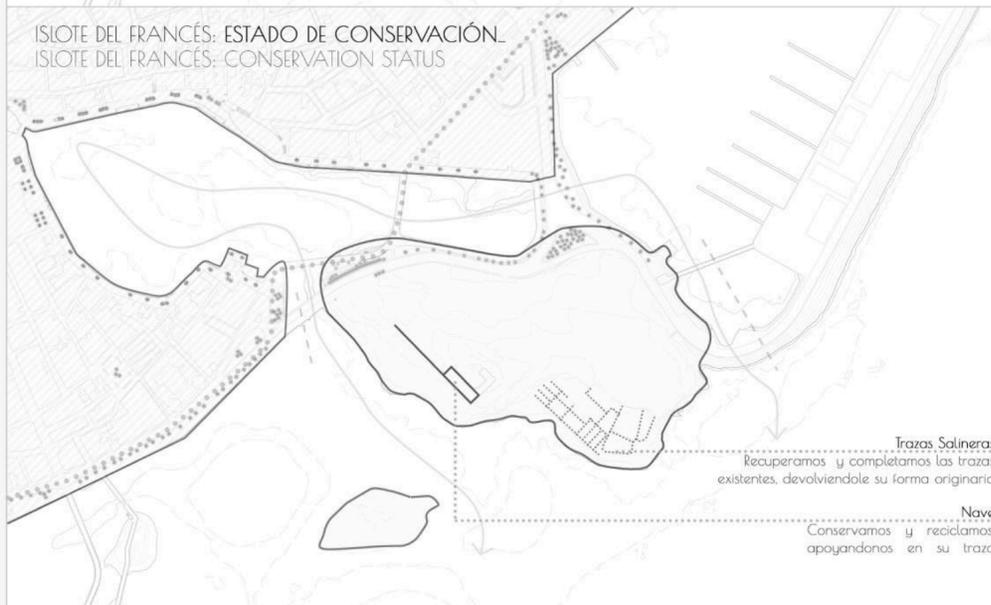 ISLOTE DEL FRANCÉS: ESTADO DE CONSERVACIÓN_
ISLOTE DEL FRANCÉS: CONSERVATION STATUS
Trazas Salinera
Recuperamos y completamos las traza
existentes, devolviendole su forma originari
Nave
Conservamos y reciclamos
apoyandonos en su traz